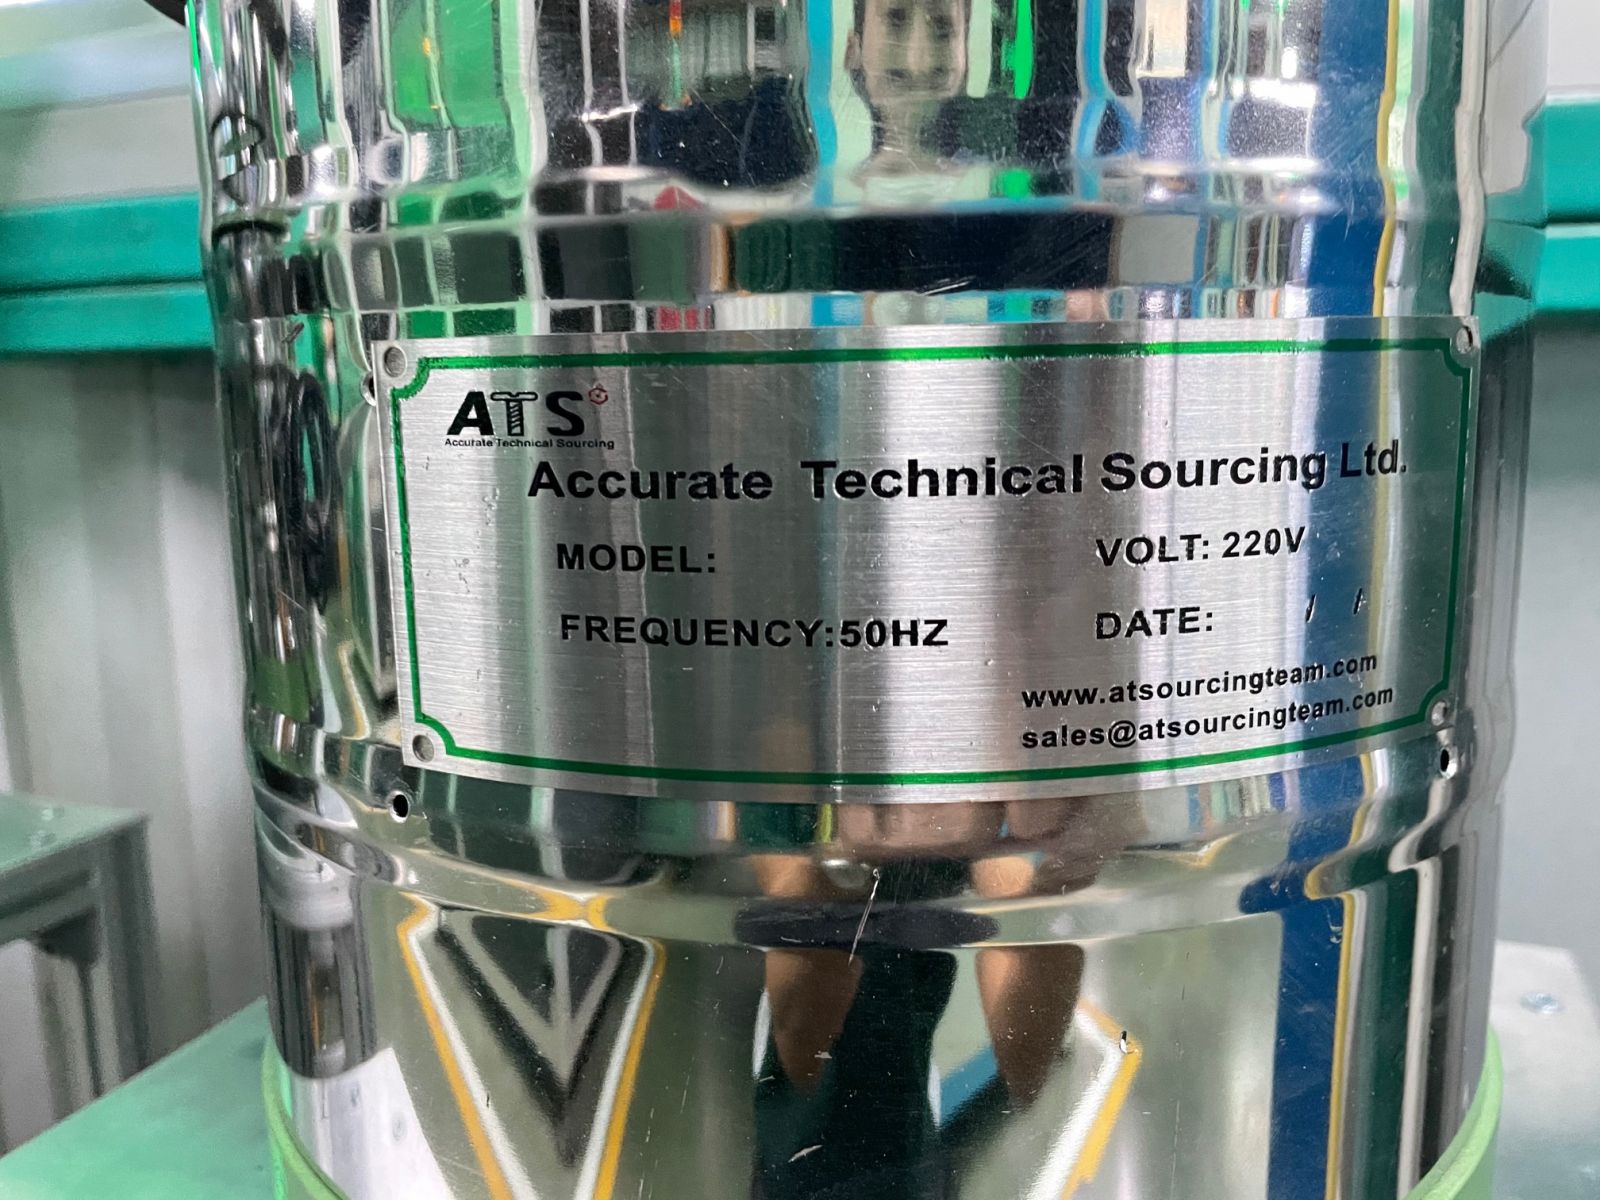 ATS
Accurate Technical Sourcing
Accurate Technical Sourcing Ltd.
MODEL:
VOLT: 220V
FREQUENCY:50HZ
DATE: / /
www.atsourcingteam.com
sales@atsourcingteam.com